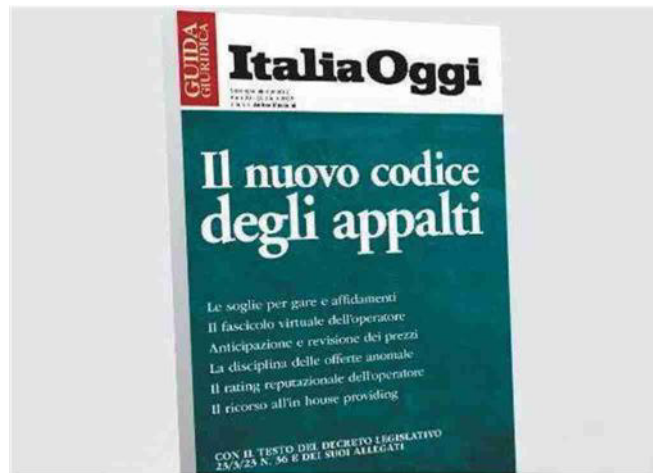 GUIDA
GIURIDICA
ItaliaOggi
Il nuovo codice
degli appalti
Le soglie per gare e affidamenti
Il fascicolo virtuale dell'operatore
Anticipazione e revisione dei prezzi
La disciplina delle offerte anomale
Il rating reputazionale dell'operatore
Il ricorso all'in house providing
CON IL TESTO DEL DECRETO LEGISLATIVO
23/3/23 N. 36 E DEI SUOI ALLEGATI